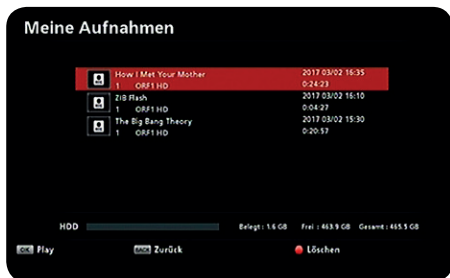 Meine Aufnahmen
How I Met Your Mother 2017 03/02 16:35
1 ORF1 HD 0:24:23
ZIB Flash 2017 03/02 16:10
1 ORF1 HD 0:04:27
The Big Bang Theory 2017 03/02 15:30
1 ORF1 HD 0:20:57
HDD Belegt : 1.6 GB Frei : 463.9 GB Gesamt : 465.5 GB
OK Play BACK Zurück Löschen